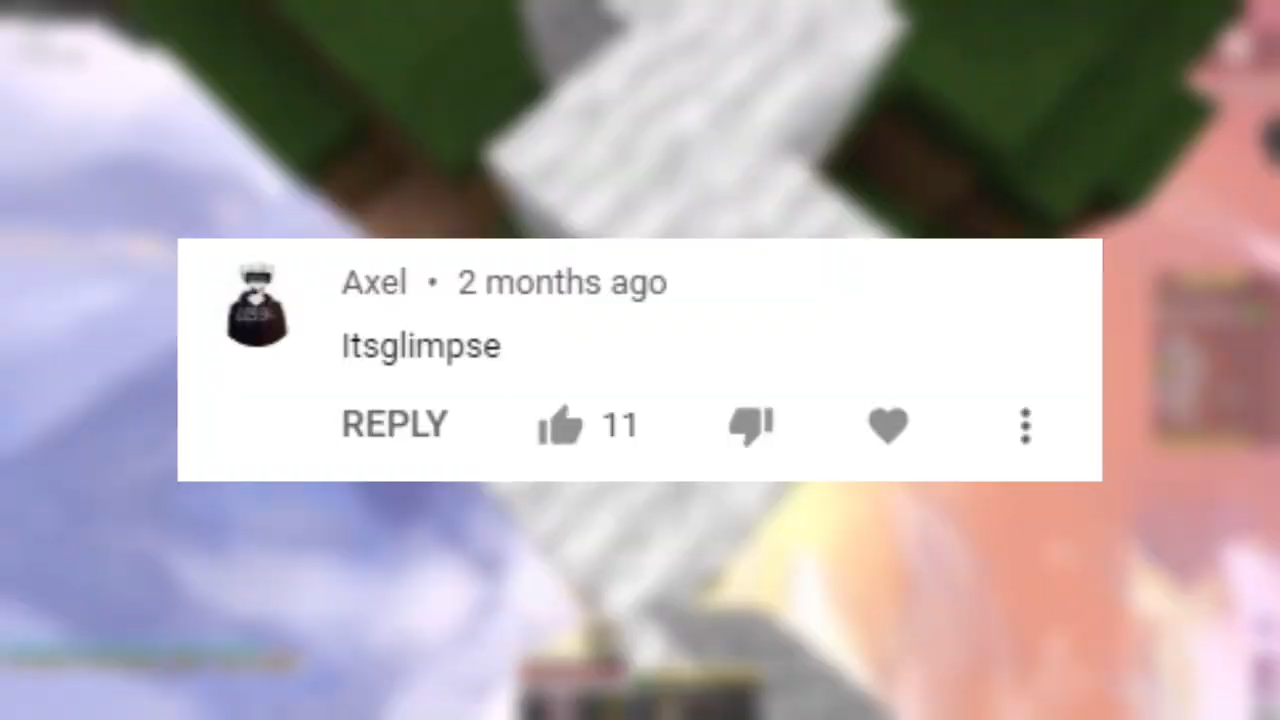 Axel • 2 months ago
Itsglimpse
REPLY 11